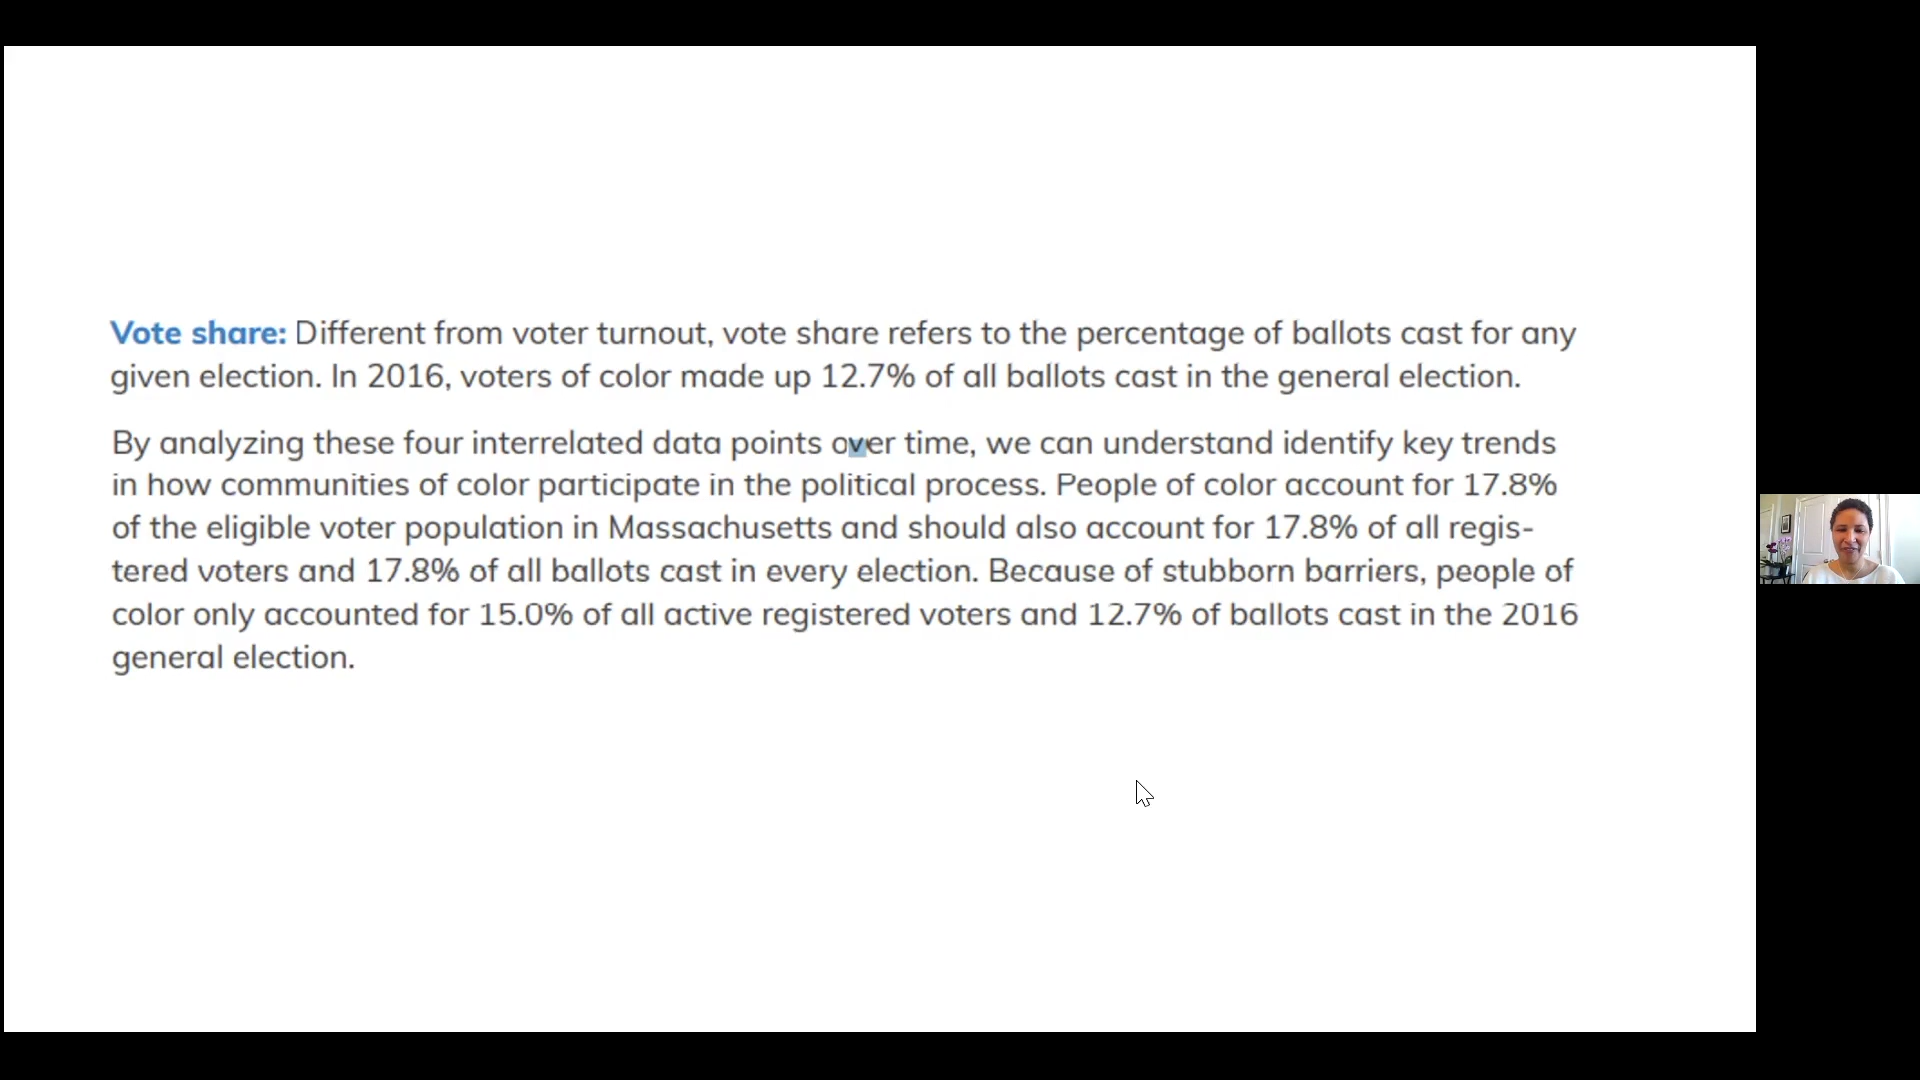 Vote share: Different from voter turnout, vote share refers to the percentage of ballots cast for any
given election. In 2016, voters of color made up 12.7% of all ballots cast in the general election.
By analyzing these four interrelated data points over time, we can understand identify key trends
in how communities of color participate in the political process. People of color account for 17.8%
of the eligible voter population in Massachusetts and should also account for 17.8% of all regis-
tered voters and 17.8% of all ballots cast in every election. Because of stubborn barriers, people of
color only accounted for 15.0% of all active registered voters and 12.7% of ballots cast in the 2016
general election.